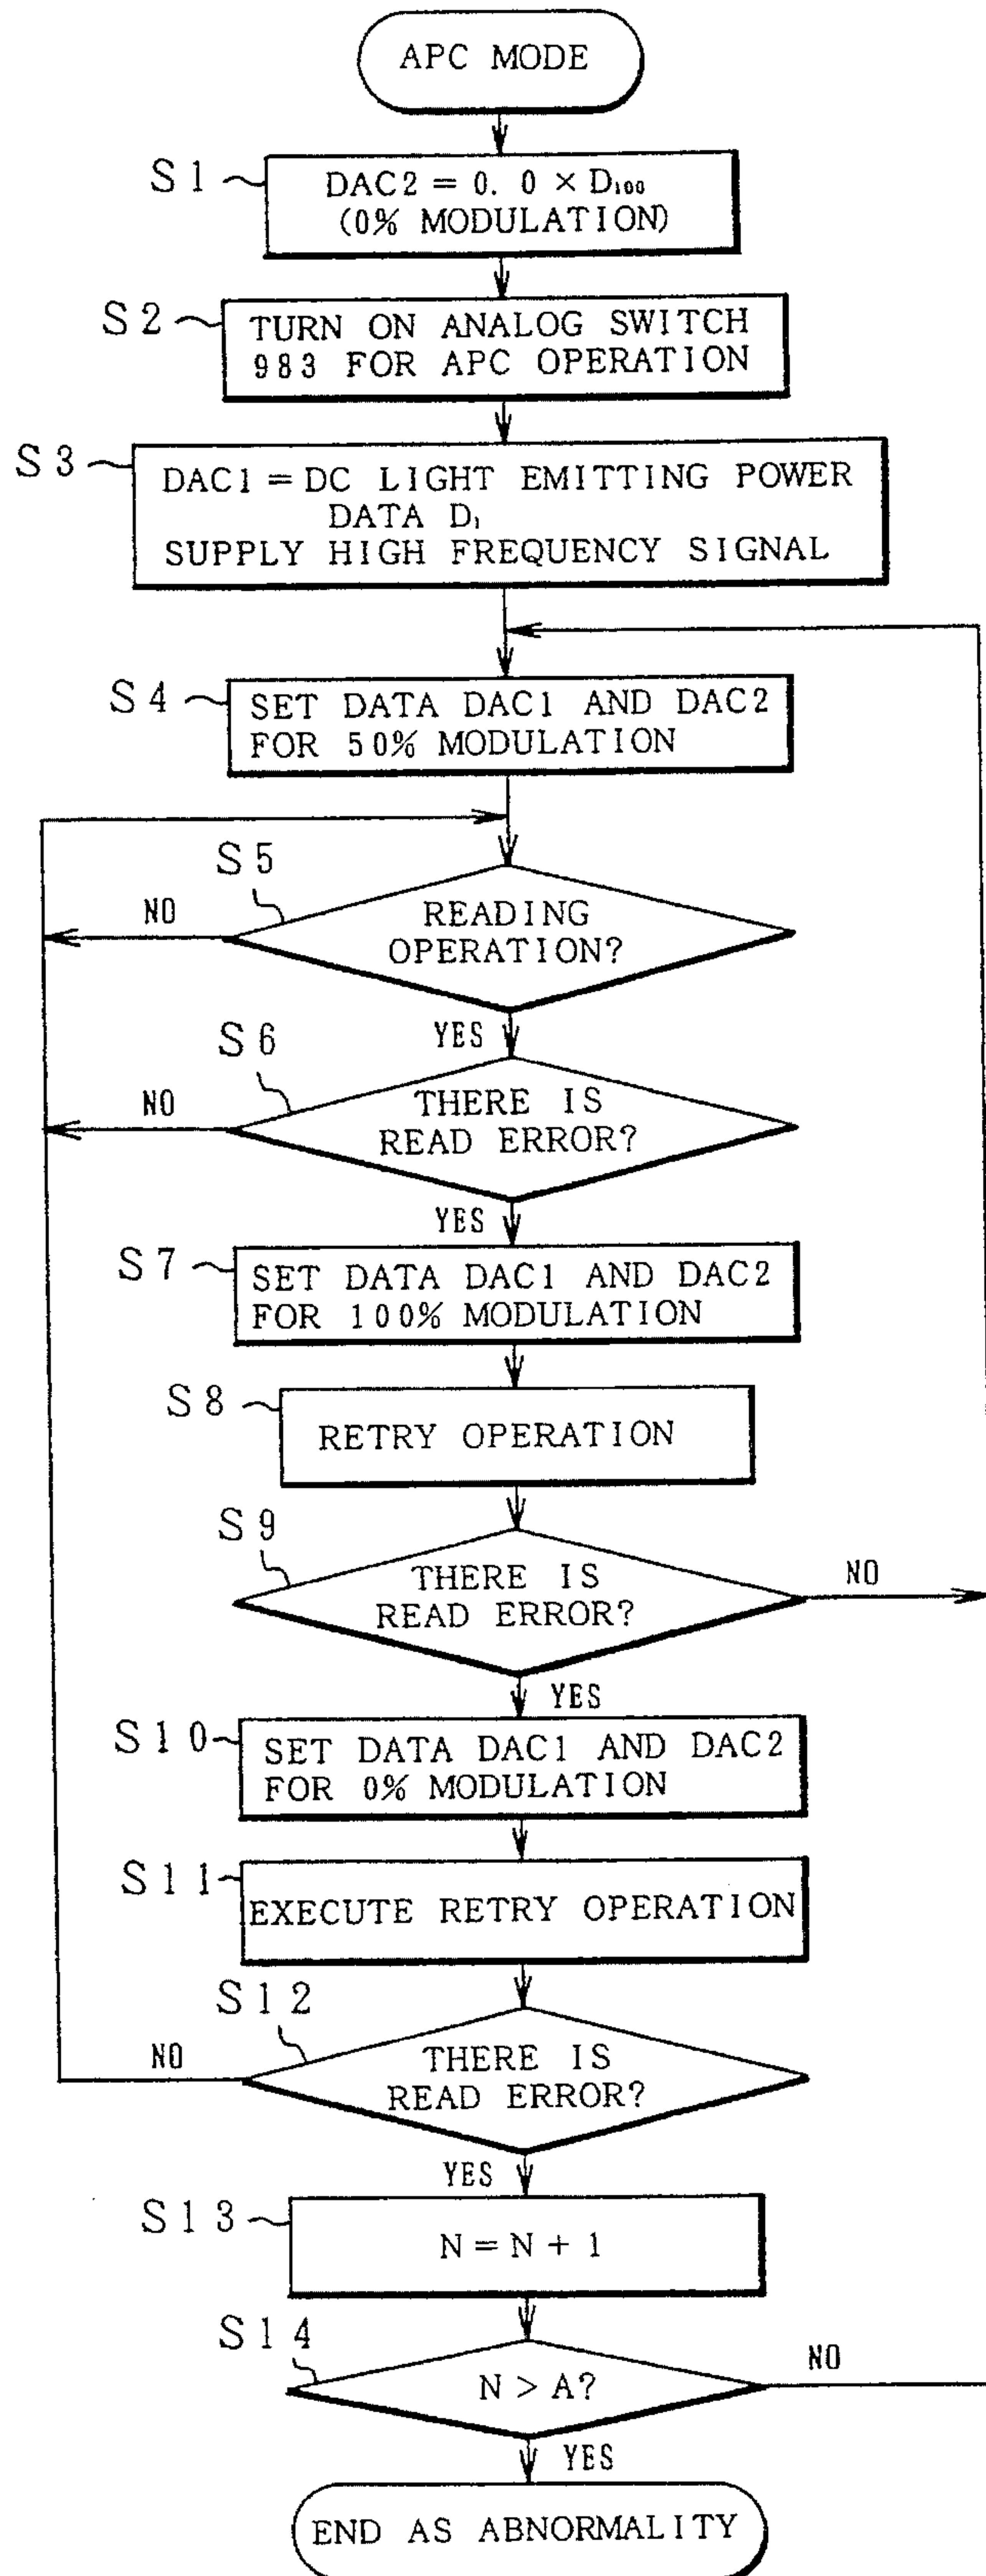 APC MODE
S1
DAC2 = 0. 0 × D₁₀₀
(0% MODULATION)
S2
TURN ON ANALOG SWITCH
983 FOR APC OPERATION
S3
DAC1 = DC LIGHT EMITTING POWER
DATA D₁
SUPPLY HIGH FREQUENCY SIGNAL
S4
SET DATA DAC1 AND DAC2
FOR 50% MODULATION
S5
NO
READING
OPERATION?
YES
S6
NO
THERE IS
READ ERROR?
YES
S7
SET DATA DAC1 AND DAC2
FOR 100% MODULATION
S8
RETRY OPERATION
S9
THERE IS
READ ERROR?
NO
YES
S10
SET DATA DAC1 AND DAC2
FOR 0% MODULATION
S11
EXECUTE RETRY OPERATION
S12
NO
THERE IS
READ ERROR?
YES
S13
N = N + 1
S14
N > A?
NO
YES
END AS ABNORMALITY